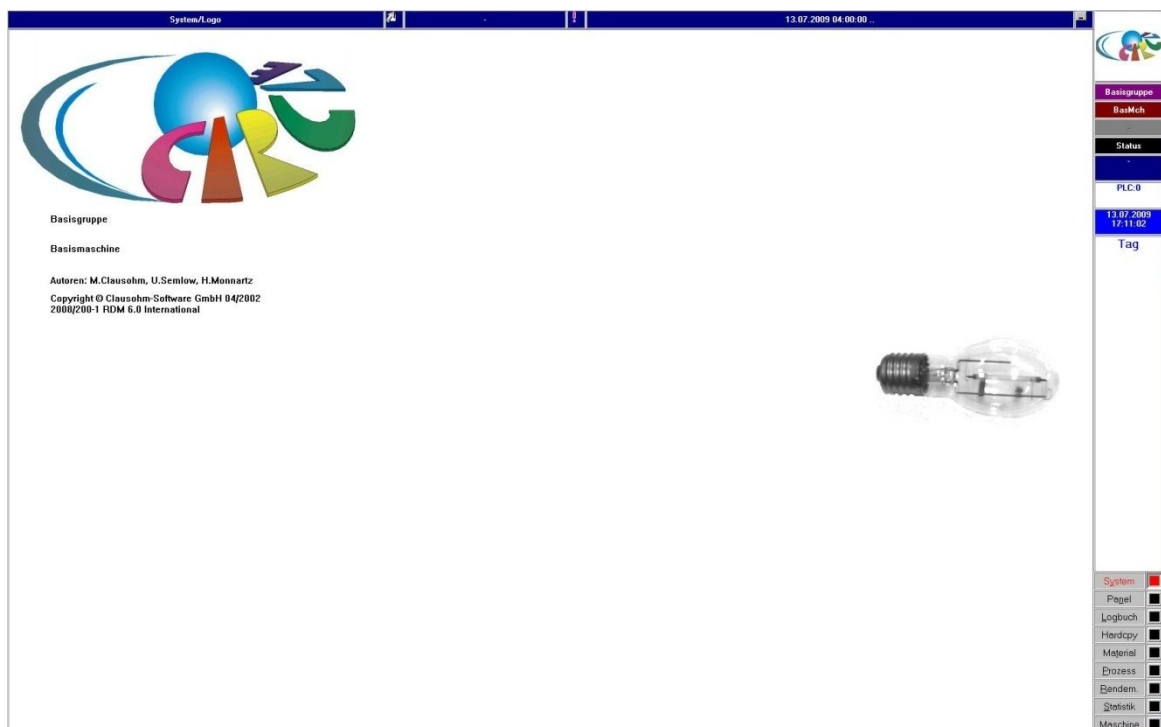 System/Logo
-
!
13.07.2009 04:00:00 ..
CARU
Basisgruppe
Basismaschine
Autoren: M.Clausohm, U.Semlow, H.Monnartz
Copyright © Clausohm-Software GmbH 04/2002
2008/200-1 RDM 6.0 International
Basisgruppe
BasMch
-
Status
-
PLC:0
13.07.2009
17:11:02
Tag
System
Panel
Logbuch
Hardcpy
Material
Prozess
Rendem.
Statistik
Maschine